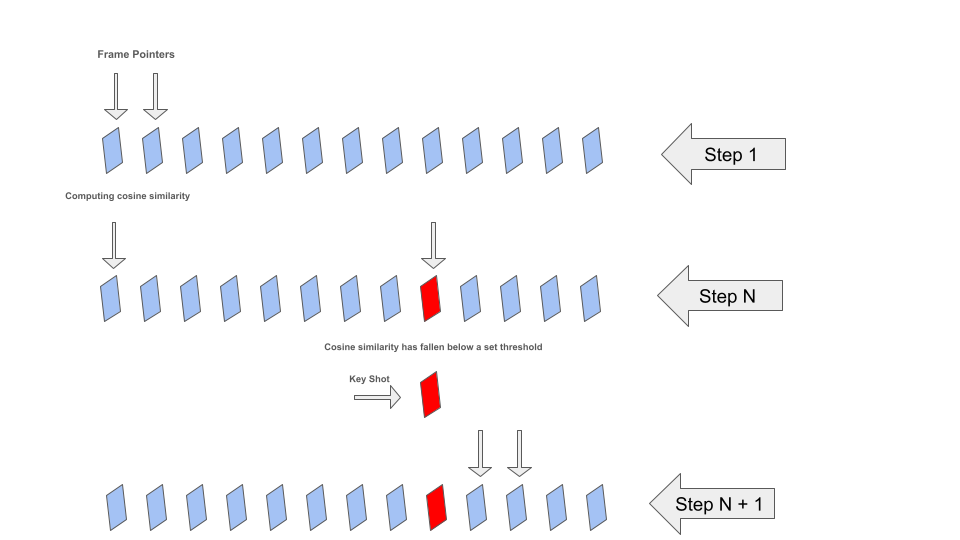 Frame Pointers
Step 1
Computing cosine similarity
Step N
Cosine similarity has fallen below a set threshold
Key Shot
Step N + 1